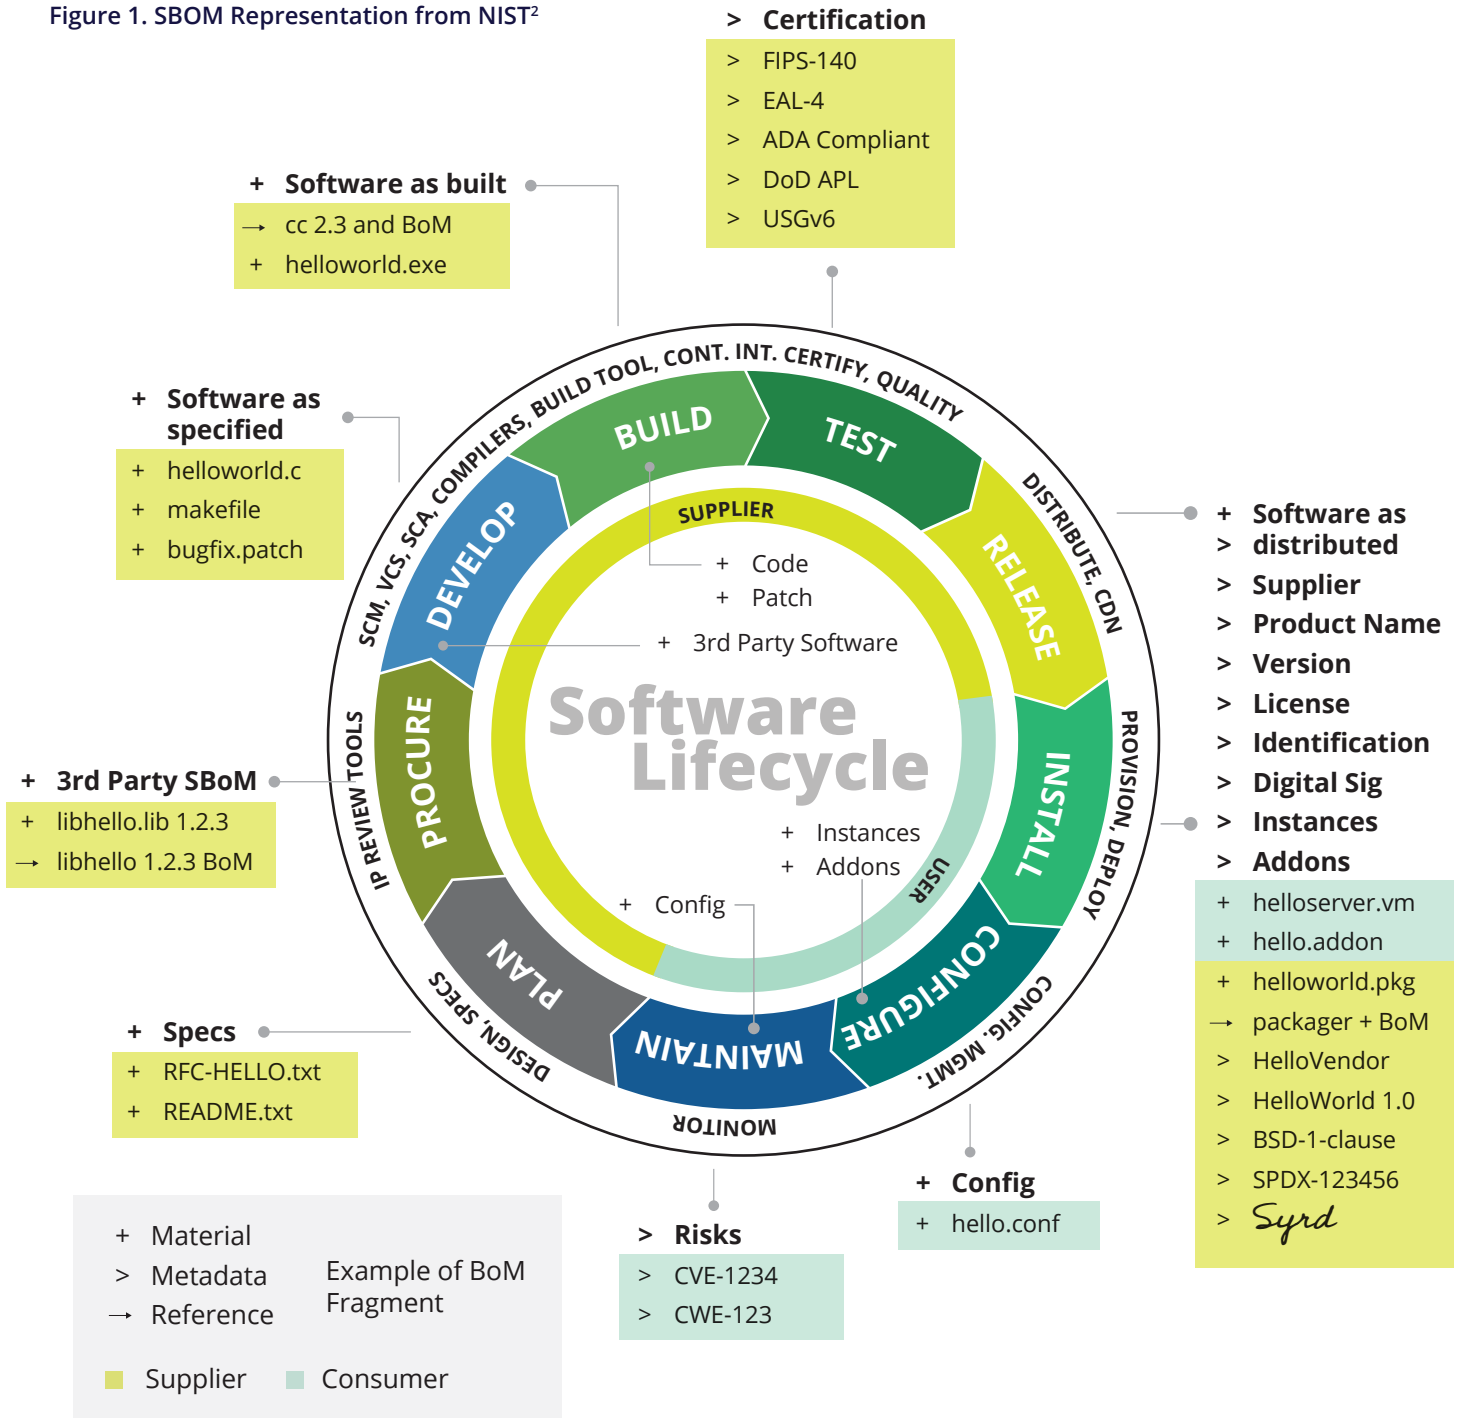 Figure 1. SBOM Representation from NIST²
> Certification
> FIPS-140
> EAL-4
> ADA Compliant
> DoD APL
> USGv6
+ Software as built
→ cc 2.3 and BoM
+ helloworld.exe
+ Software as
specified
+ helloworld.c
+ makefile
+ bugfix.patch
+ 3rd Party SBoM
+ libhello.lib 1.2.3
→ libhello 1.2.3 BoM
+ Specs
+ RFC-HELLO.txt
+ README.txt
SCM, VCS, SCA, COMPILERS, BUILD TOOL, CONT. INT. CERTIFY, QUALITY
DISTRIBUTE, CDN
PROVISION, DEPLOY
CONFIG. MGMT.
MONITOR
DESIGN, SPECS
IP REVIEW TOOLS
BUILD
TEST
RELEASE
INSTALL
CONFIGURE
MAINTAIN
PLAN
PROCURE
DEVELOP
SUPPLIER
USER
+ Code
+ Patch
+ 3rd Party Software
Software
Lifecycle
+ Instances
+ Addons
+ Config
+ Software as
> distributed
> Supplier
> Product Name
> Version
> License
> Identification
> Digital Sig
> Instances
> Addons
+ helloserver.vm
+ hello.addon
+ helloworld.pkg
→ packager + BoM
> HelloVendor
> HelloWorld 1.0
> BSD-1-clause
> SPDX-123456
> Syrd
+ Config
+ hello.conf
> Risks
> CVE-1234
> CWE-123
+ Material
> Metadata
→ Reference
Example of BoM
Fragment
Supplier
Consumer